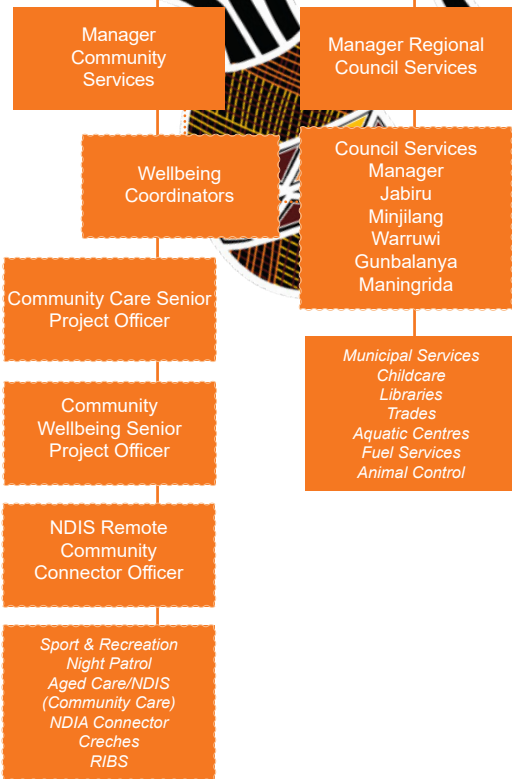 Manager
Community
Services
Wellbeing
Coordinators
Community Care Senior
Project Officer
Community
Wellbeing Senior
Project Officer
NDIS Remote
Community
Connector Officer
Sport & Recreation
Night Patrol
Aged Care/NDIS
(Community Care)
NDIA Connector
Creches
RIBS
Manager Regional
Council Services
Council Services
Manager
Jabiru
Minjilang
Warruwi
Gunbalanya
Maningrida
Municipal Services
Childcare
Libraries
Trades
Aquatic Centres
Fuel Services
Animal Control